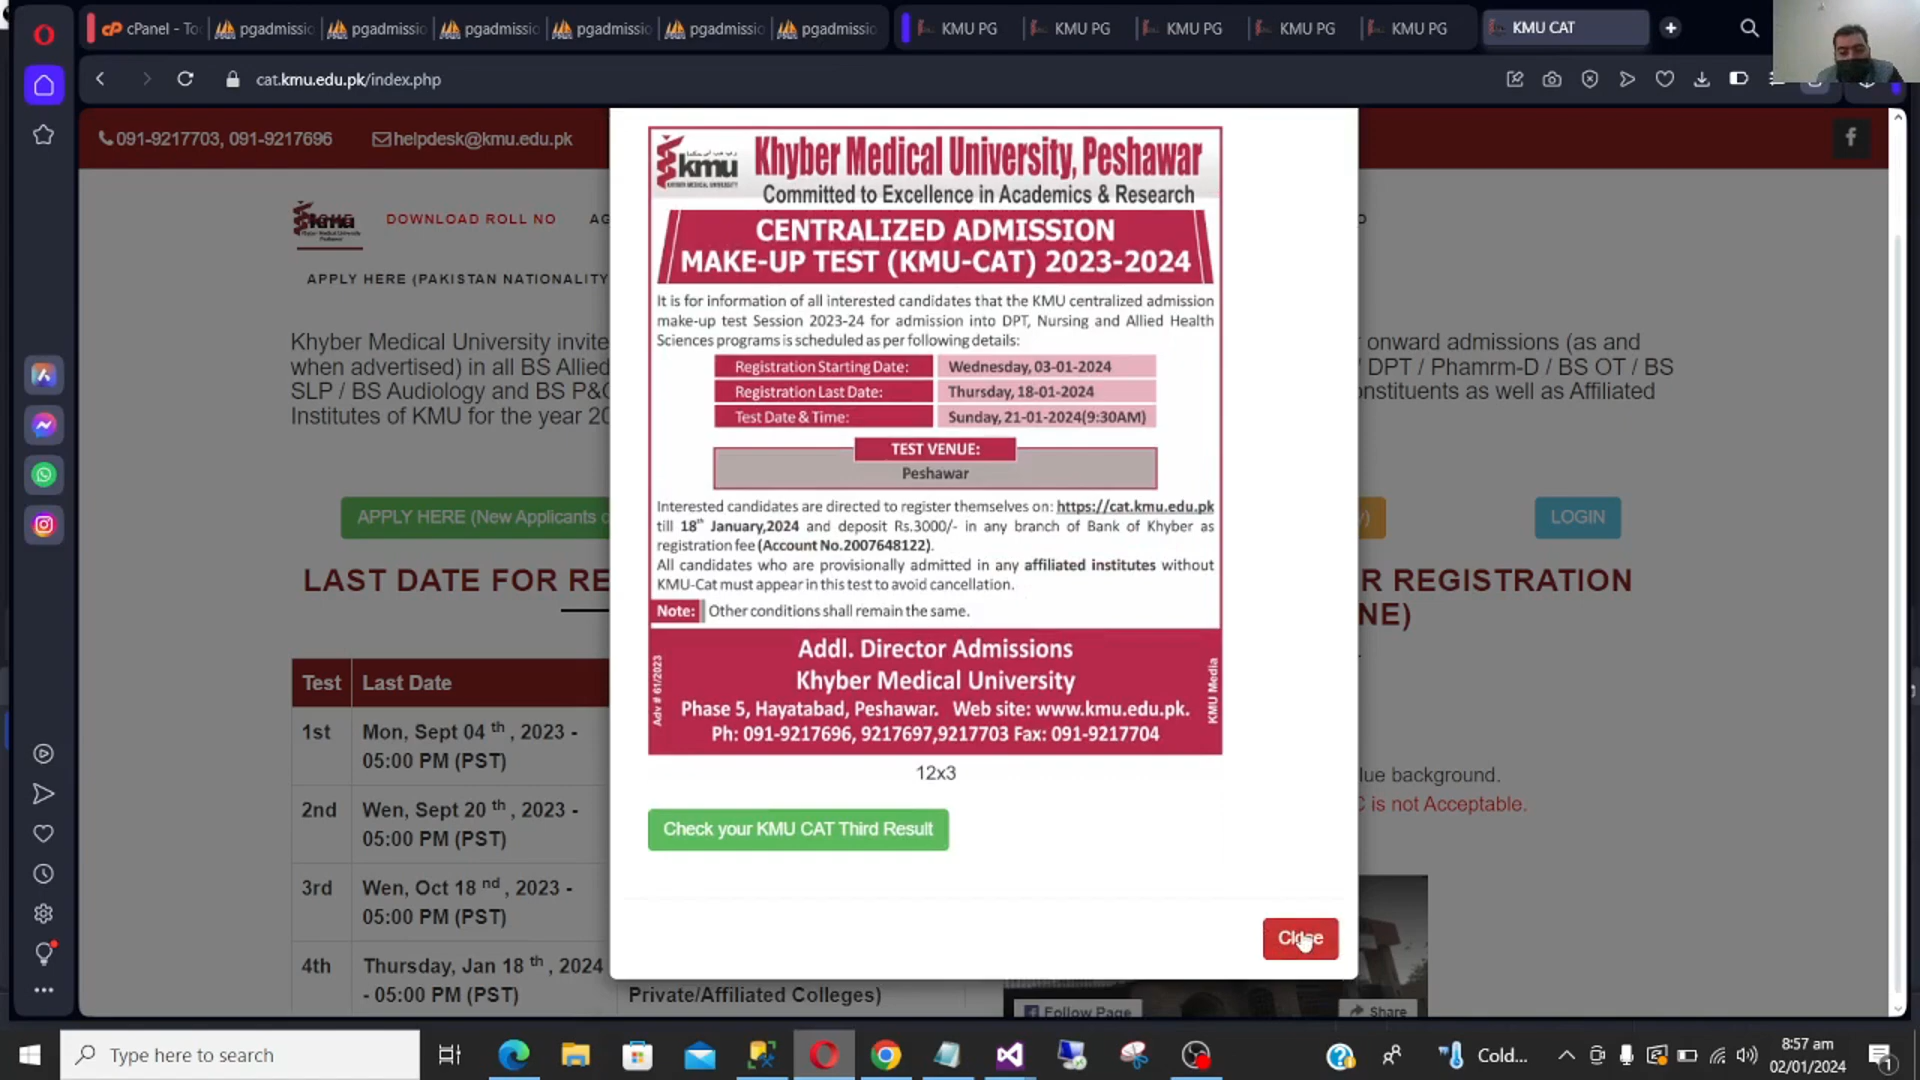 cPanel - To
pgadmissio
pgadmissio
pgadmissio
pgadmissio
pgadmissio
pgadmissio
KMU PG
KMU PG
KMU PG
KMU PG
KMU PG
KMU CAT
cat.kmu.edu.pk/index.php
091-9217703, 091-9217696
helpdesk@kmu.edu.pk
DOWNLOAD ROLL NO
APPLY HERE (PAKISTAN NATIONALITY
Khyber Medical University invite
when advertised) in all BS Allied
SLP / BS Audiology and BS P&C
Institutes of KMU for the year 20
APPLY HERE (New Applicants o
LAST DATE FOR RE
Test Last Date
1st Mon, Sept 04 th , 2023 -
05:00 PM (PST)
2nd Wen, Sept 20 th , 2023 -
05:00 PM (PST)
3rd Wen, Oct 18 nd , 2023 -
05:00 PM (PST)
4th Thursday, Jan 18 th , 2024
- 05:00 PM (PST)
Private/Affiliated Colleges)
kmu
KHYBER MEDICAL UNIVERSITY
Khyber Medical University, Peshawar
Committed to Excellence in Academics & Research
CENTRALIZED ADMISSION
MAKE-UP TEST (KMU-CAT) 2023-2024
It is for information of all interested candidates that the KMU centralized admission
make-up test Session 2023-24 for admission into DPT, Nursing and Allied Health
Sciences programs is scheduled as per following details:
Registration Starting Date: Wednesday, 03-01-2024
Registration Last Date: Thursday, 18-01-2024
Test Date & Time: Sunday, 21-01-2024(9:30AM)
TEST VENUE:
Peshawar
Interested candidates are directed to register themselves on: https://cat.kmu.edu.pk
till 18th January,2024 and deposit Rs.3000/- in any branch of Bank of Khyber as
registration fee (Account No.2007648122).
All candidates who are provisionally admitted in any affiliated institutes without
KMU-Cat must appear in this test to avoid cancellation.
Note: Other conditions shall remain the same.
Addl. Director Admissions
Khyber Medical University
Phase 5, Hayatabad, Peshawar. Web site: www.kmu.edu.pk.
Ph: 091-9217696, 9217697,9217703 Fax: 091-9217704
Adv # 61/2023
KMU Media
12x3
Check your KMU CAT Third Result
Close
onward admissions (as and
/ DPT / Phamrm-D / BS OT / BS
onstituents as well as Affiliated
LOGIN
R REGISTRATION
NE)
lue background.
C is not Acceptable.
Follow Page
Share
Type here to search
Cold...
8:57 am
02/01/2024
1